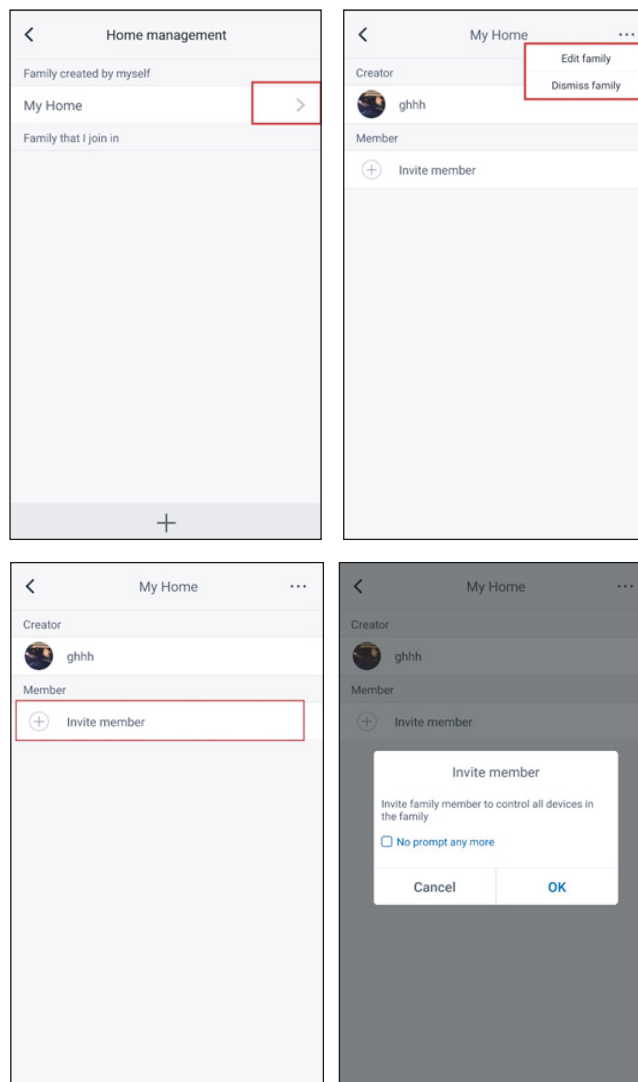 Home management
Family created by myself
My Home
Family that I join in
My Home
Edit family
Dismiss family
Creator
ghhh
Member
Invite member
My Home
Creator
ghhh
Member
Invite member
My Home
Creator
ghhh
Member
Invite member
Invite member
Invite family member to control all devices in
the family
No prompt any more
Cancel OK